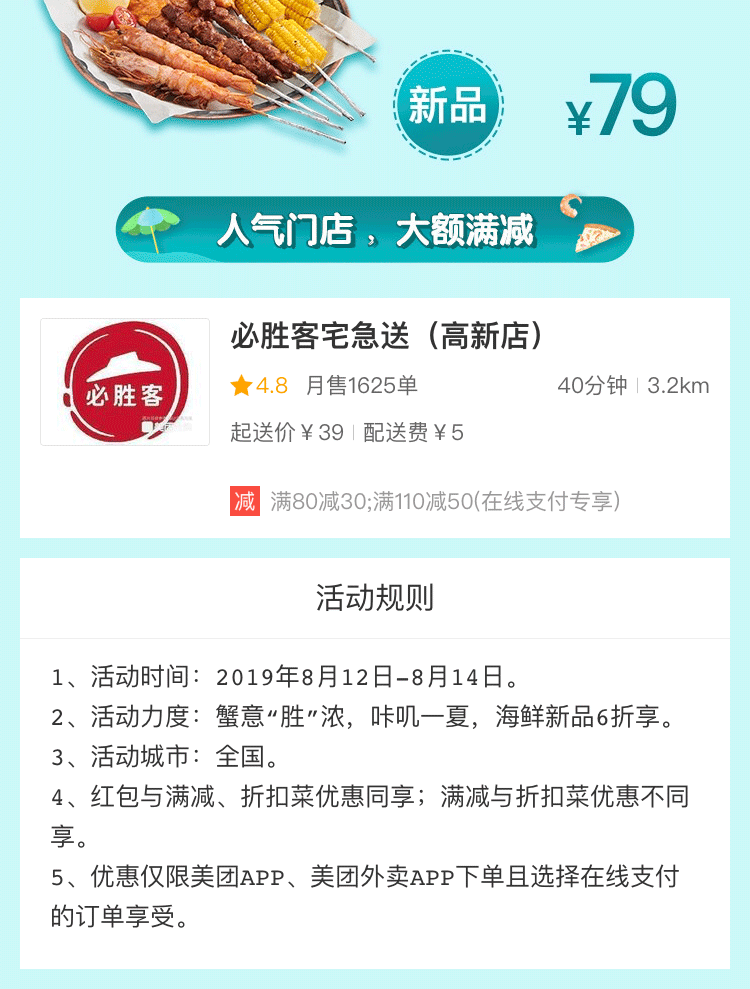 新品
¥79
人气门店，大额满减
必胜客宅急送（高新店）
必胜客
4.8 月售1625单 40分钟 3.2km
起送价￥39 配送费￥5
减 满80减30;满110减50(在线支付专享)
活动规则
1、活动时间：2019年8月12日-8月14日。
2、活动力度：蟹意“胜”浓，咔叽一夏，海鲜新品6折享。
3、活动城市：全国。
4、红包与满减、折扣菜优惠同享；满减与折扣菜优惠不同
享。
5、优惠仅限美团APP、美团外卖APP下单且选择在线支付
的订单享受。